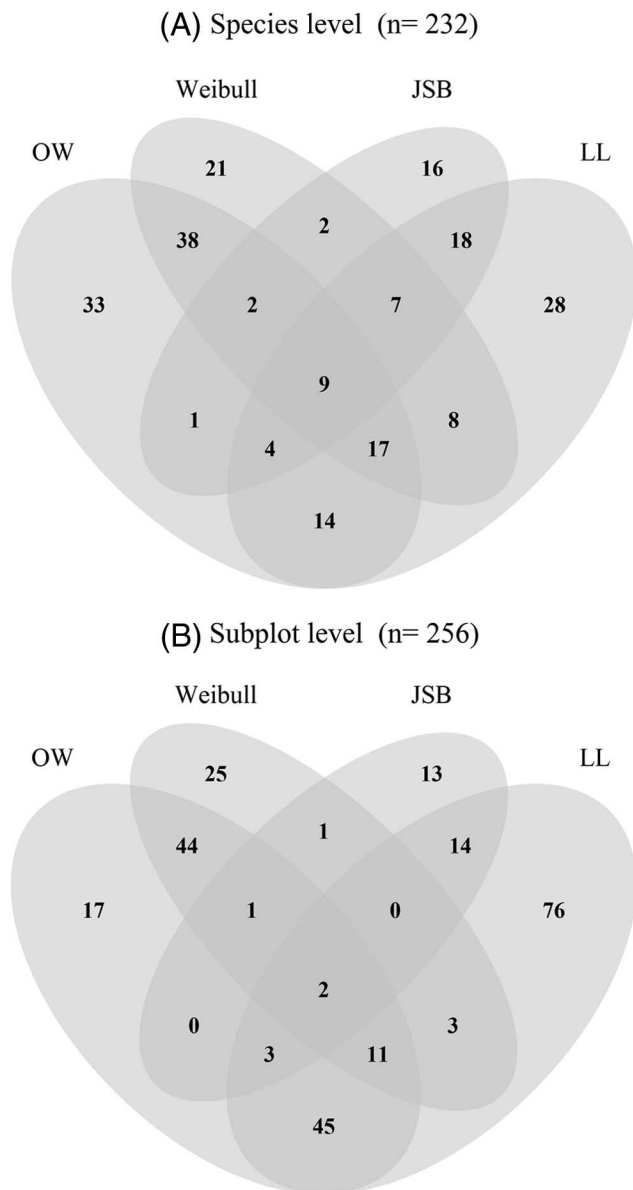 (A) Species level (n= 232)
Weibull JSB
OW LL
21 16
38 2 18
33 2 7 28
9
1 4 17 8
14
(B) Subplot level (n= 256)
Weibull JSB
OW LL
25 13
44 1 14
17 1 0 76
2
0 3 11 3
45